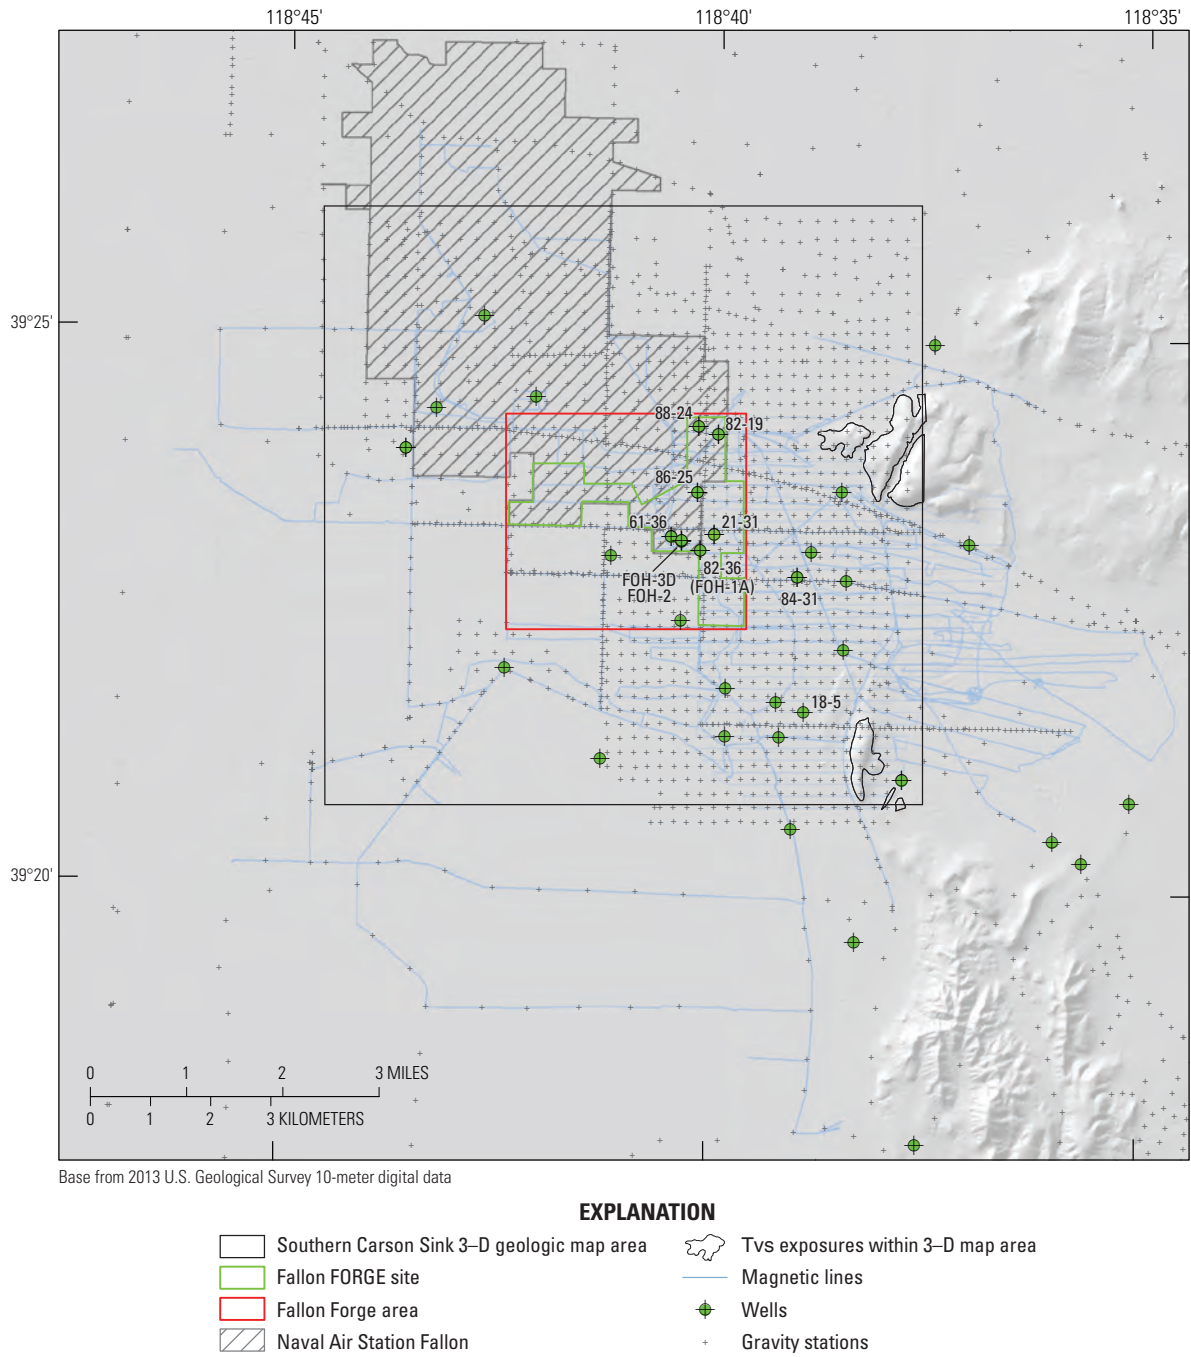 118°45' 118°40' 118°35'
39°25'
88-24
82-19
86-25
61-36 21-31
FOH-3D
FOH-2
82-36
(FOH-1A)
84-31
18-5
39°20'
0 1 2 3 MILES
0 1 2 3 KILOMETERS
Base from 2013 U.S. Geological Survey 10-meter digital data
EXPLANATION
Southern Carson Sink 3–D geologic map area
Fallon FORGE site
Fallon Forge area
Naval Air Station Fallon
Tvs exposures within 3–D map area
Magnetic lines
Wells
Gravity stations